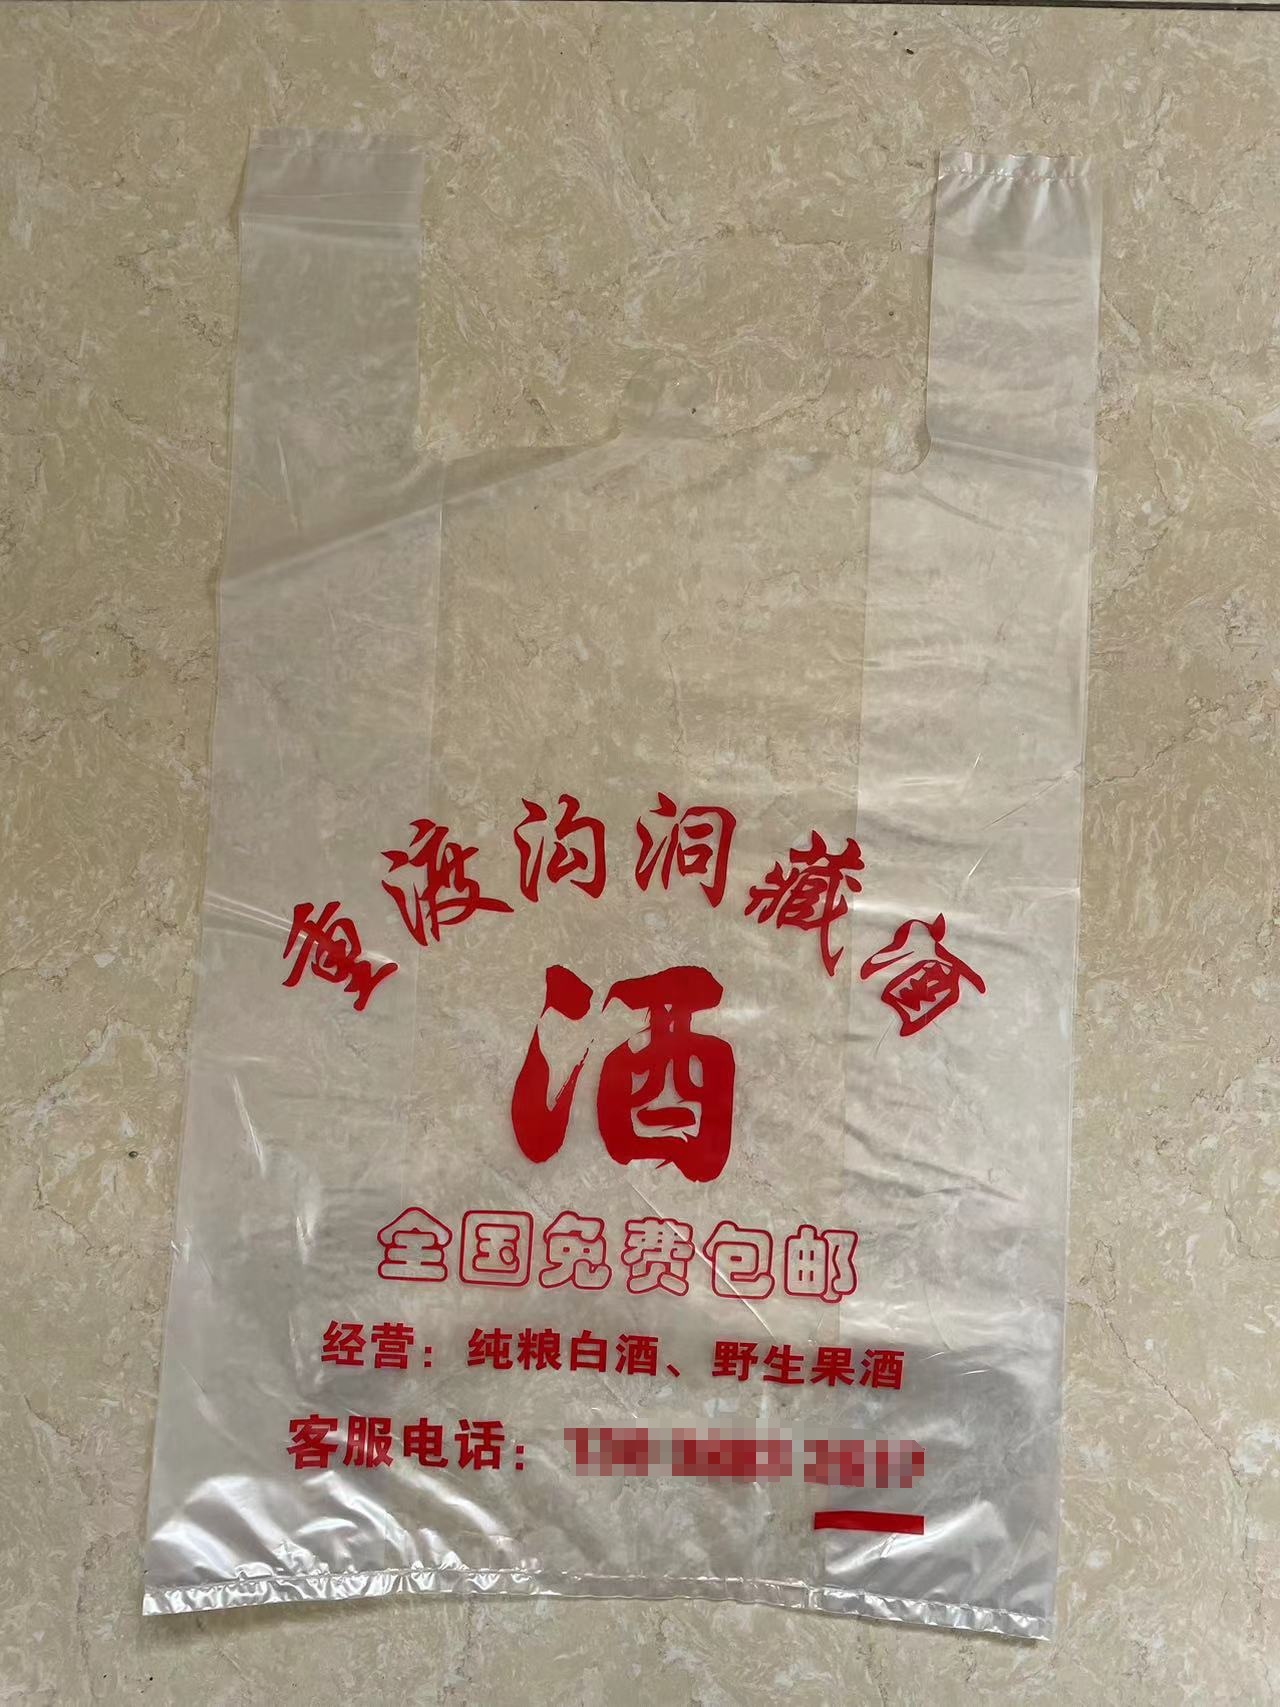 重渡沟洞藏酒
酒
全国免费包邮
经营：纯粮白酒、野生果酒
客服电话：